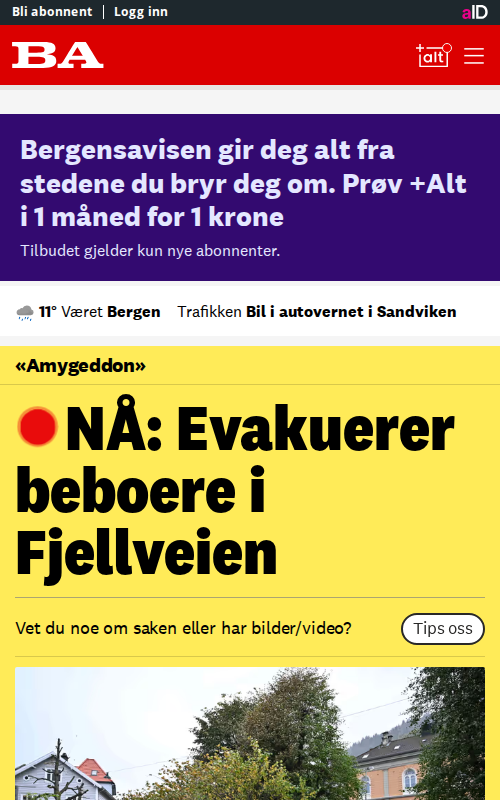 Bli abonnent | Logg inn
aID
BA
+alt
Bergensavisen gir deg alt fra
stedene du bryr deg om. Prøv +Alt
i 1 måned for 1 krone
Tilbudet gjelder kun nye abonnenter.
11° Været Bergen Trafikken Bil i autovernet i Sandviken
«Amygeddon»
NÅ: Evakuerer
beboere i
Fjellveien
Vet du noe om saken eller har bilder/video?
Tips oss